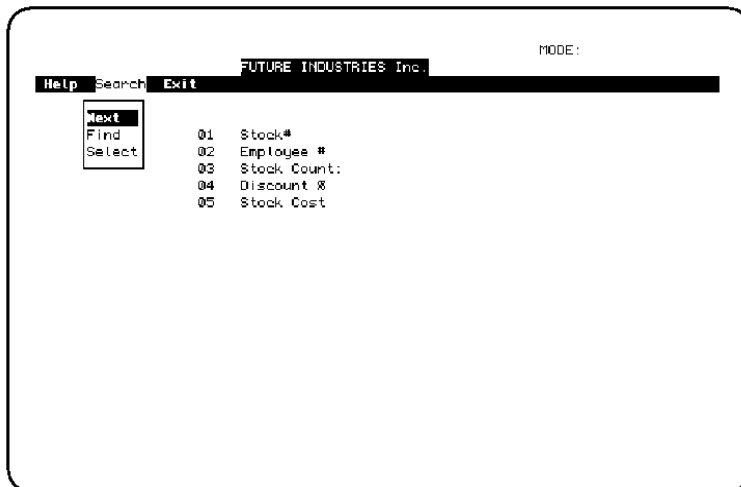 MODE:
FUTURE INDUSTRIES Inc.
Help Search Exit
Next
Find
Select
01 Stock#
02 Employee #
03 Stock Count:
04 Discount %
05 Stock Cost